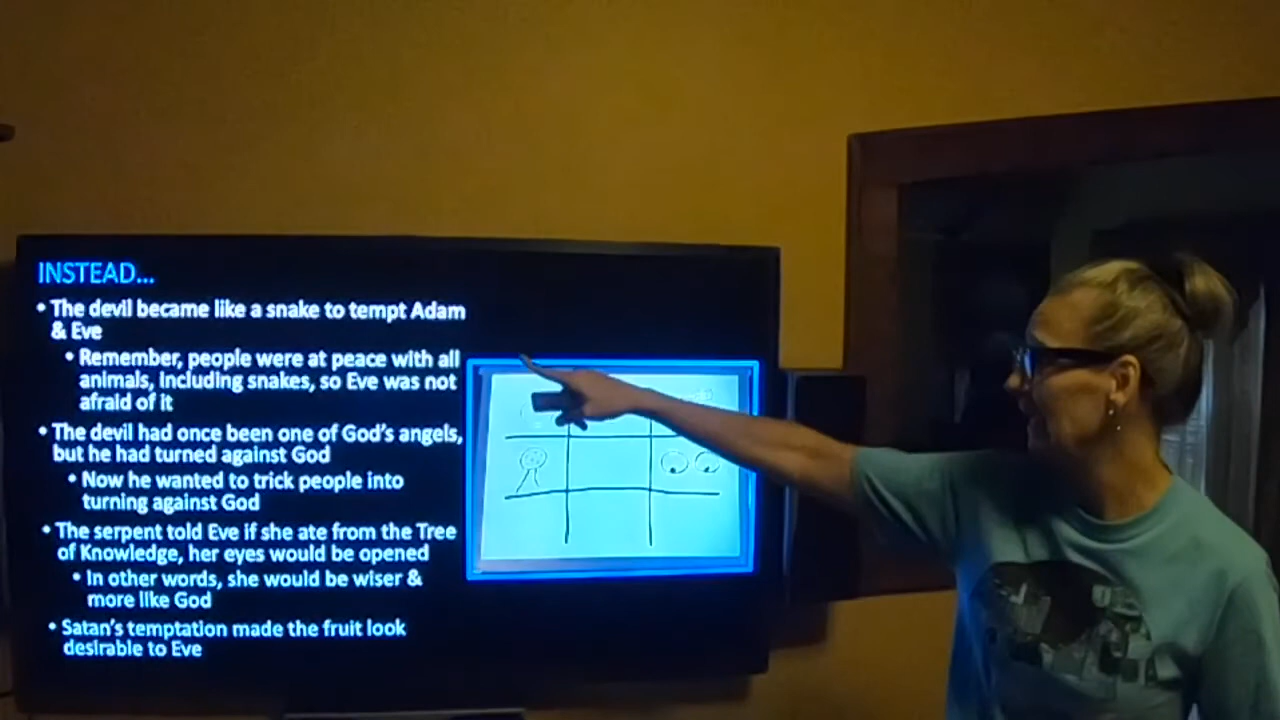 INSTEAD...
• The devil became like a snake to tempt Adam
& Eve
• Remember, people were at peace with all
animals, including snakes, so Eve was not
afraid of it
• The devil had once been one of God's angels,
but he had turned against God
• Now he wanted to trick people into
turning against God
• The serpent told Eve if she ate from the Tree
of Knowledge, her eyes would be opened
• In other words, she would be wiser &
more like God
• Satan's temptation made the fruit look
desirable to Eve